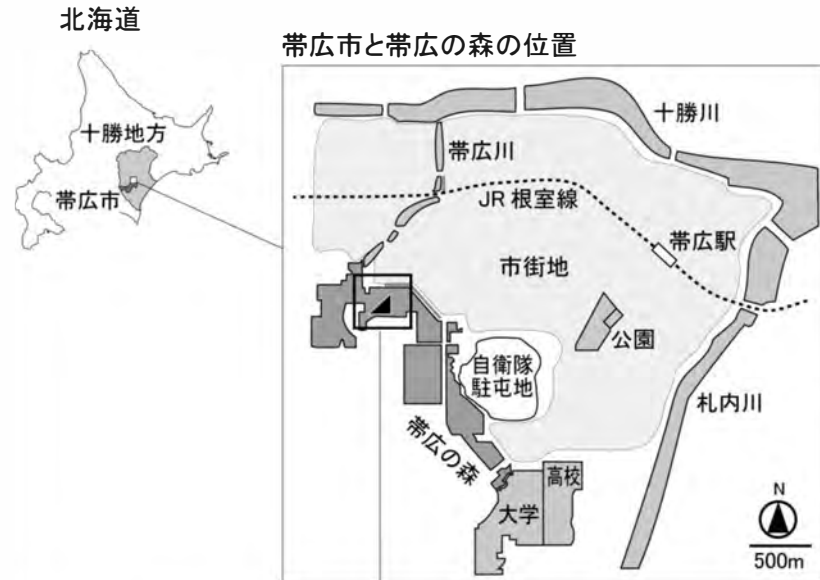 北海道
帯広市と帯広の森の位置
十勝地方
帯広市
十勝川
帯広川
JR 根室線
帯広駅
市街地
公園
自衛隊
駐屯地
札内川
帯広の森
高校
大学
N
500m